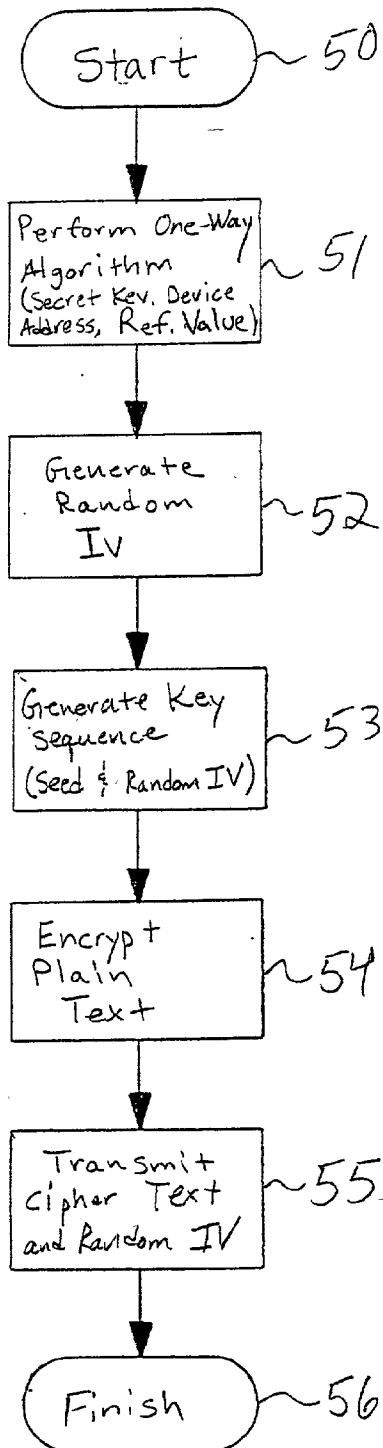 Start 50
Perform One-Way
Algorithm 51
(Secret Key, Device
Address, Ref. Value)
Generate
Random 52
IV
Generate Key
Sequence 53
(Seed & Random IV)
Encrypt
Plain 54
Text
Transmit
Cipher Text 55
and Random IV
Finish 56